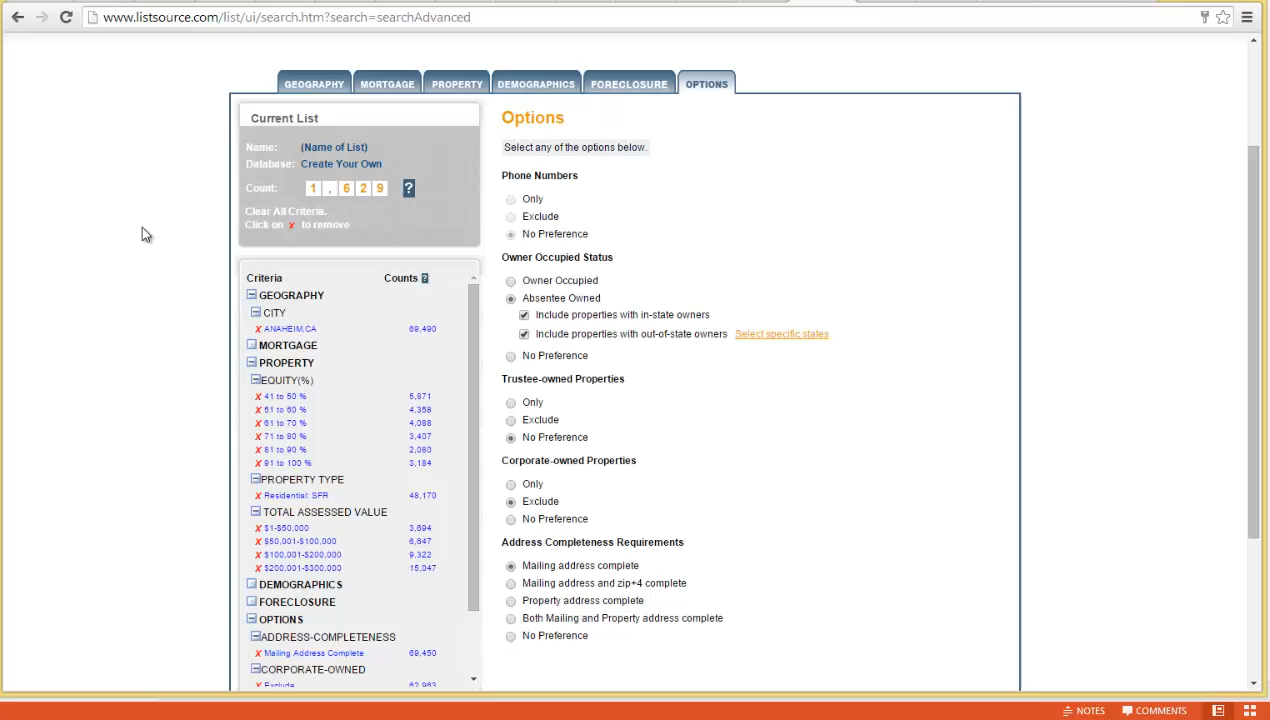 www.listsource.com/list/ui/search.htm?search=searchAdvanced
GEOGRAPHY MORTGAGE PROPERTY DEMOGRAPHICS FORECLOSURE OPTIONS
Current List
Name: (Name of List)
Database: Create Your Own
Count: 1,629 ?
Clear All Criteria.
Click on x to remove
Criteria Counts ?
GEOGRAPHY
CITY
X ANAHEIM,CA 69,490
MORTGAGE
PROPERTY
EQUITY(%)
X 41 to 50 % 5,871
X 51 to 60 % 4,358
X 61 to 70 % 4,088
X 71 to 80 % 3,407
X 81 to 90 % 2,080
X 91 to 100 % 3,184
PROPERTY TYPE
X Residential: SFR 48,170
TOTAL ASSESSED VALUE
X $1-$50,000 3,694
X $50,001-$100,000 6,647
X $100,001-$200,000 9,322
X $200,001-$300,000 15,047
DEMOGRAPHICS
FORECLOSURE
OPTIONS
ADDRESS-COMPLETENESS
X Mailing Address Complete 69,450
CORPORATE-OWNED
X Exclude 62,963
Options
Select any of the options below.
Phone Numbers
Only
Exclude
No Preference
Owner Occupied Status
Owner Occupied
Absentee Owned
Include properties with in-state owners
Include properties with out-of-state owners Select specific states
No Preference
Trustee-owned Properties
Only
Exclude
No Preference
Corporate-owned Properties
Only
Exclude
No Preference
Address Completeness Requirements
Mailing address complete
Mailing address and zip+4 complete
Property address complete
Both Mailing and Property address complete
No Preference
NOTES COMMENTS